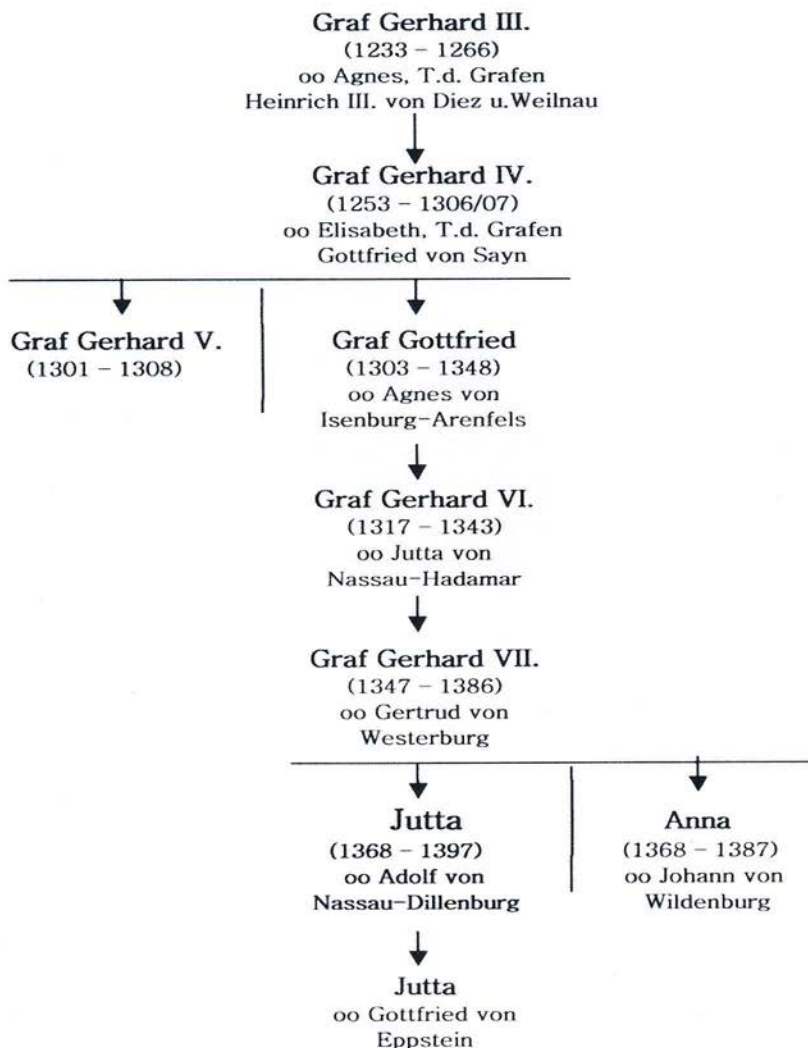 Graf Gerhard III.
(1233 – 1266)
oo Agnes, T.d. Grafen
Heinrich III. von Diez u.Weilnau
Graf Gerhard IV.
(1253 – 1306/07)
oo Elisabeth, T.d. Grafen
Gottfried von Sayn
Graf Gerhard V.
(1301 – 1308)
Graf Gottfried
(1303 – 1348)
oo Agnes von
Isenburg-Arenfels
Graf Gerhard VI.
(1317 – 1343)
oo Jutta von
Nassau-Hadamar
Graf Gerhard VII.
(1347 – 1386)
oo Gertrud von
Westerburg
Jutta
(1368 – 1397)
oo Adolf von
Nassau-Dillenburg
Anna
(1368 – 1387)
oo Johann von
Wildenburg
Jutta
oo Gottfried von
Eppstein